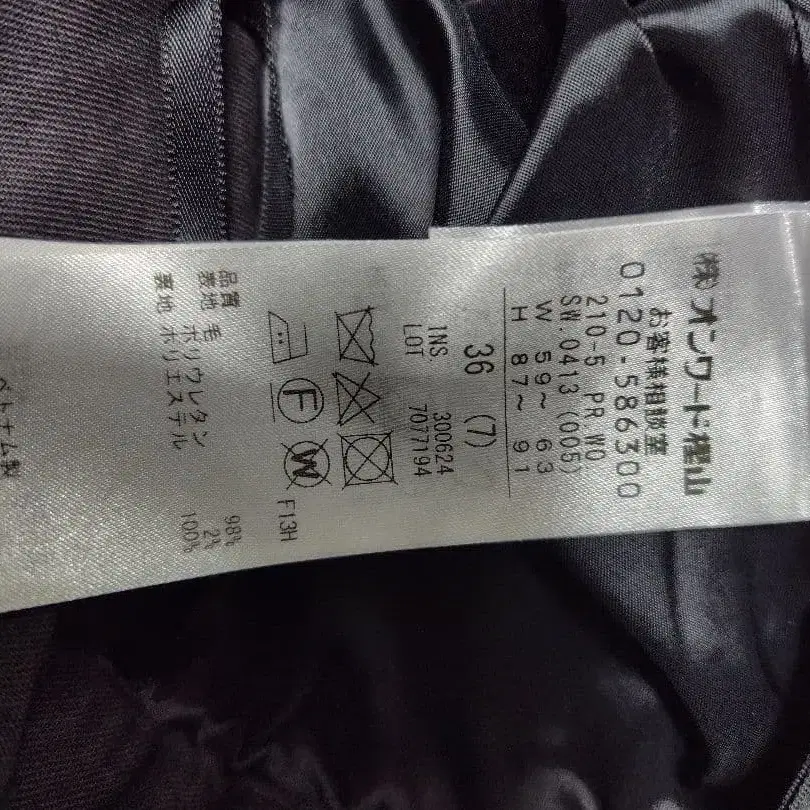 (株)オンワード樫山
お客様相談室
0120-586300
210-5 PR.WO
SW.0413 (005)
W 59~ 63
H 87~ 91
36 (7)
INS. 300624
LOT 7077194
F
W
F13H
品質
表地 毛 98%
ポリウレタン 2%
裏地 ポリエステル 100%
ベトナム製